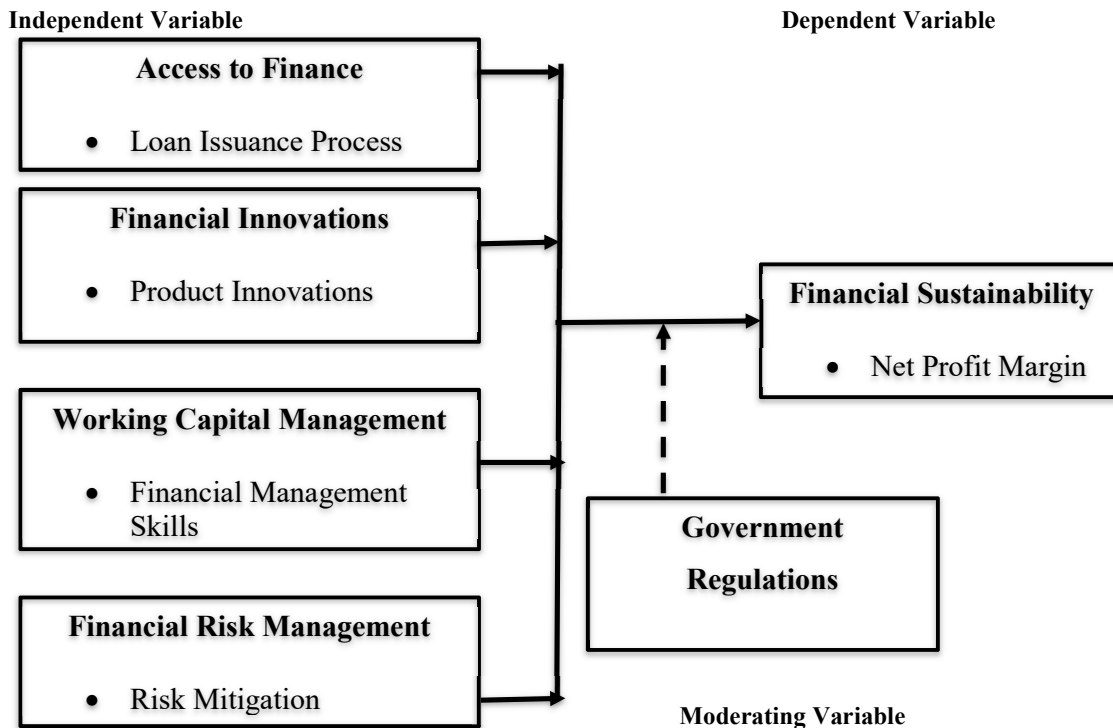 Independent Variable
Dependent Variable
Access to Finance
• Loan Issuance Process
Financial Innovations
• Product Innovations
Financial Sustainability
• Net Profit Margin
Working Capital Management
• Financial Management
Skills
Government
Regulations
Financial Risk Management
• Risk Mitigation
Moderating Variable